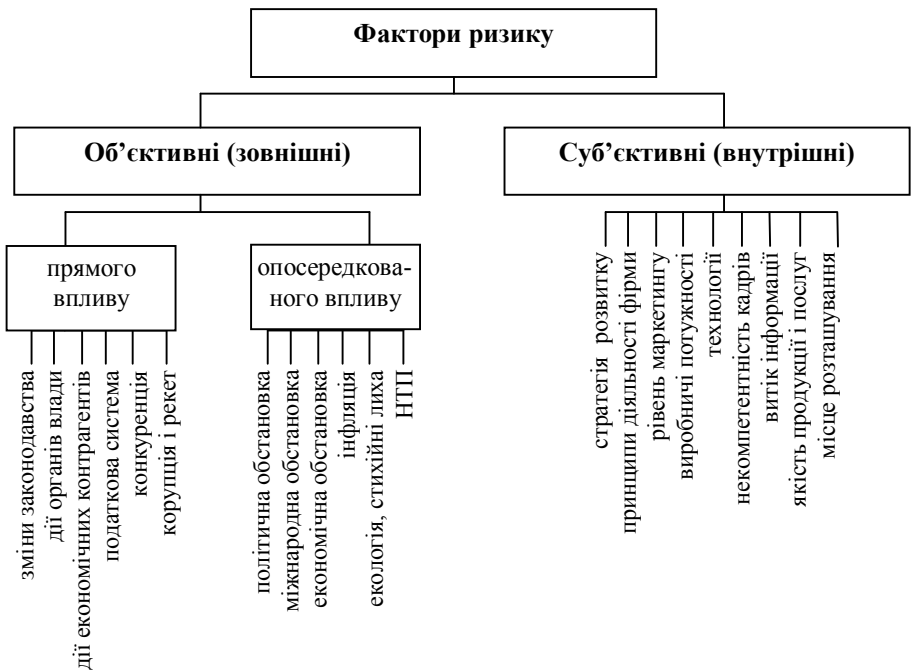 Фактори ризику
Об’єктивні (зовнішні)
Суб’єктивні (внутрішні)
прямого
впливу
опосередкова-
ного впливу
зміни законодавства
дії органів влади
дії економічних контрагентів
податкова система
конкуренція
корупція і рекет
політична обстановка
міжнародна обстановка
економічна обстановка
інфляція
екологія, стихійні лиха
НТП
стратегія розвитку
принципи діяльності фірми
рівень маркетингу
виробничі потужності
технології
некомпетентність кадрів
витік інформації
якість продукції і послуг
місце розташування